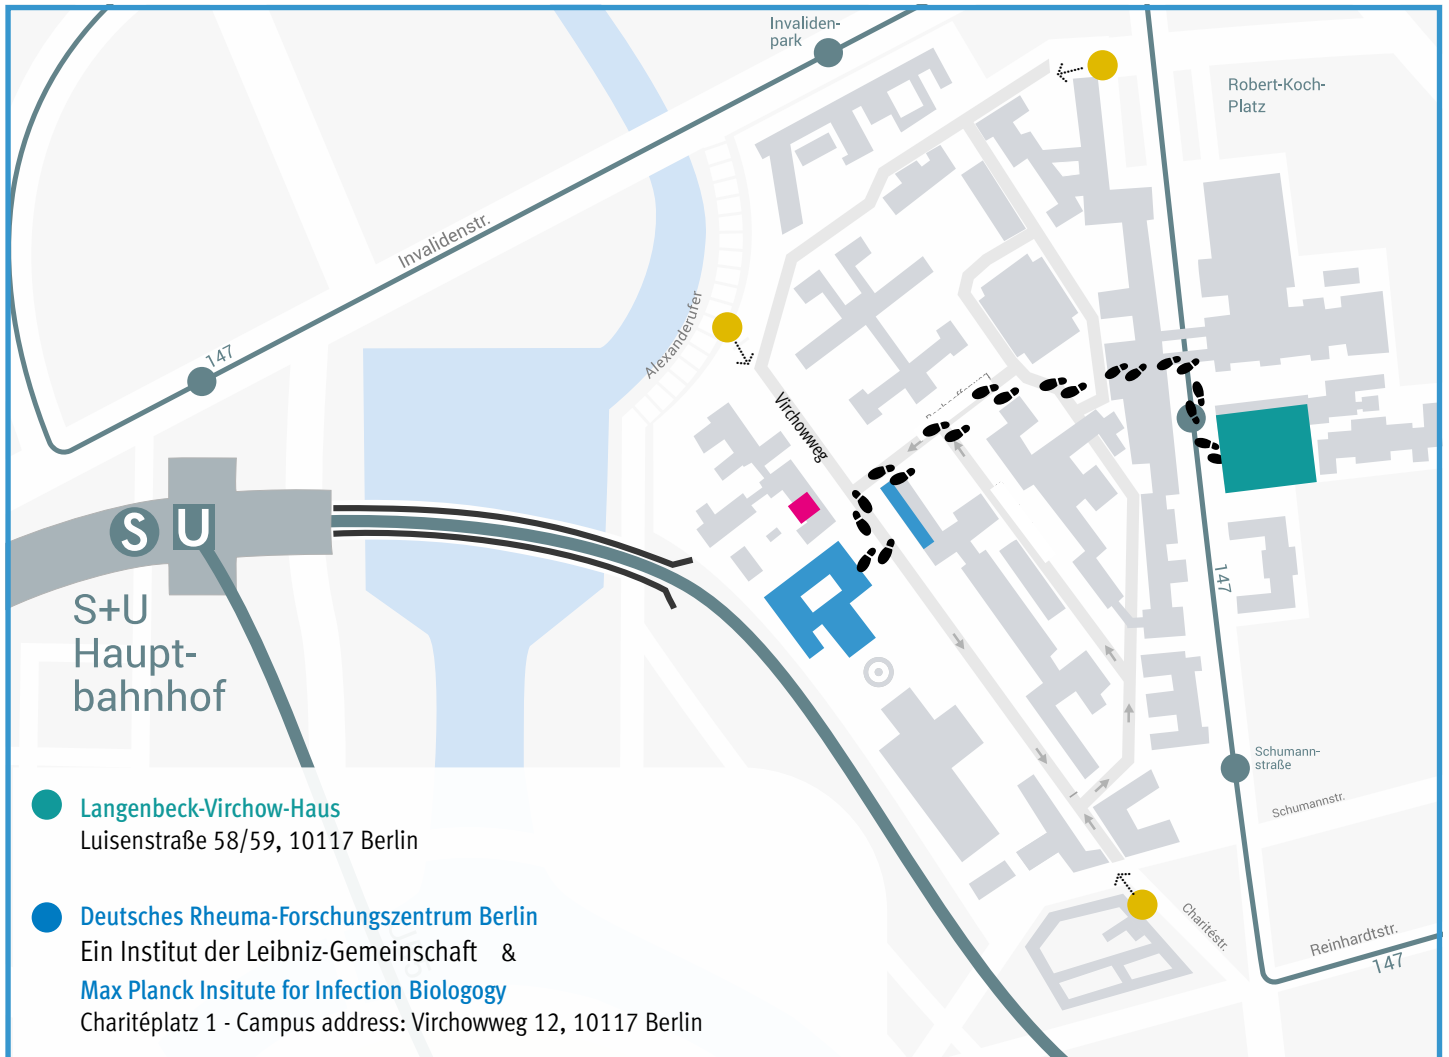 Invaliden-
park
Robert-Koch-
Platz
Invalidenstr.
147
Alexanderufer
Virchowweg
S U
S+U
Haupt-
bahnhof
147
Schumann-
straße
Schumannstr.
Charitéstr.
Reinhardtstr.
147
Langenbeck-Virchow-Haus
Luisenstraße 58/59, 10117 Berlin
Deutsches Rheuma-Forschungszentrum Berlin
Ein Institut der Leibniz-Gemeinschaft &
Max Planck Insitute for Infection Biologogy
Charitéplatz 1 - Campus address: Virchowweg 12, 10117 Berlin